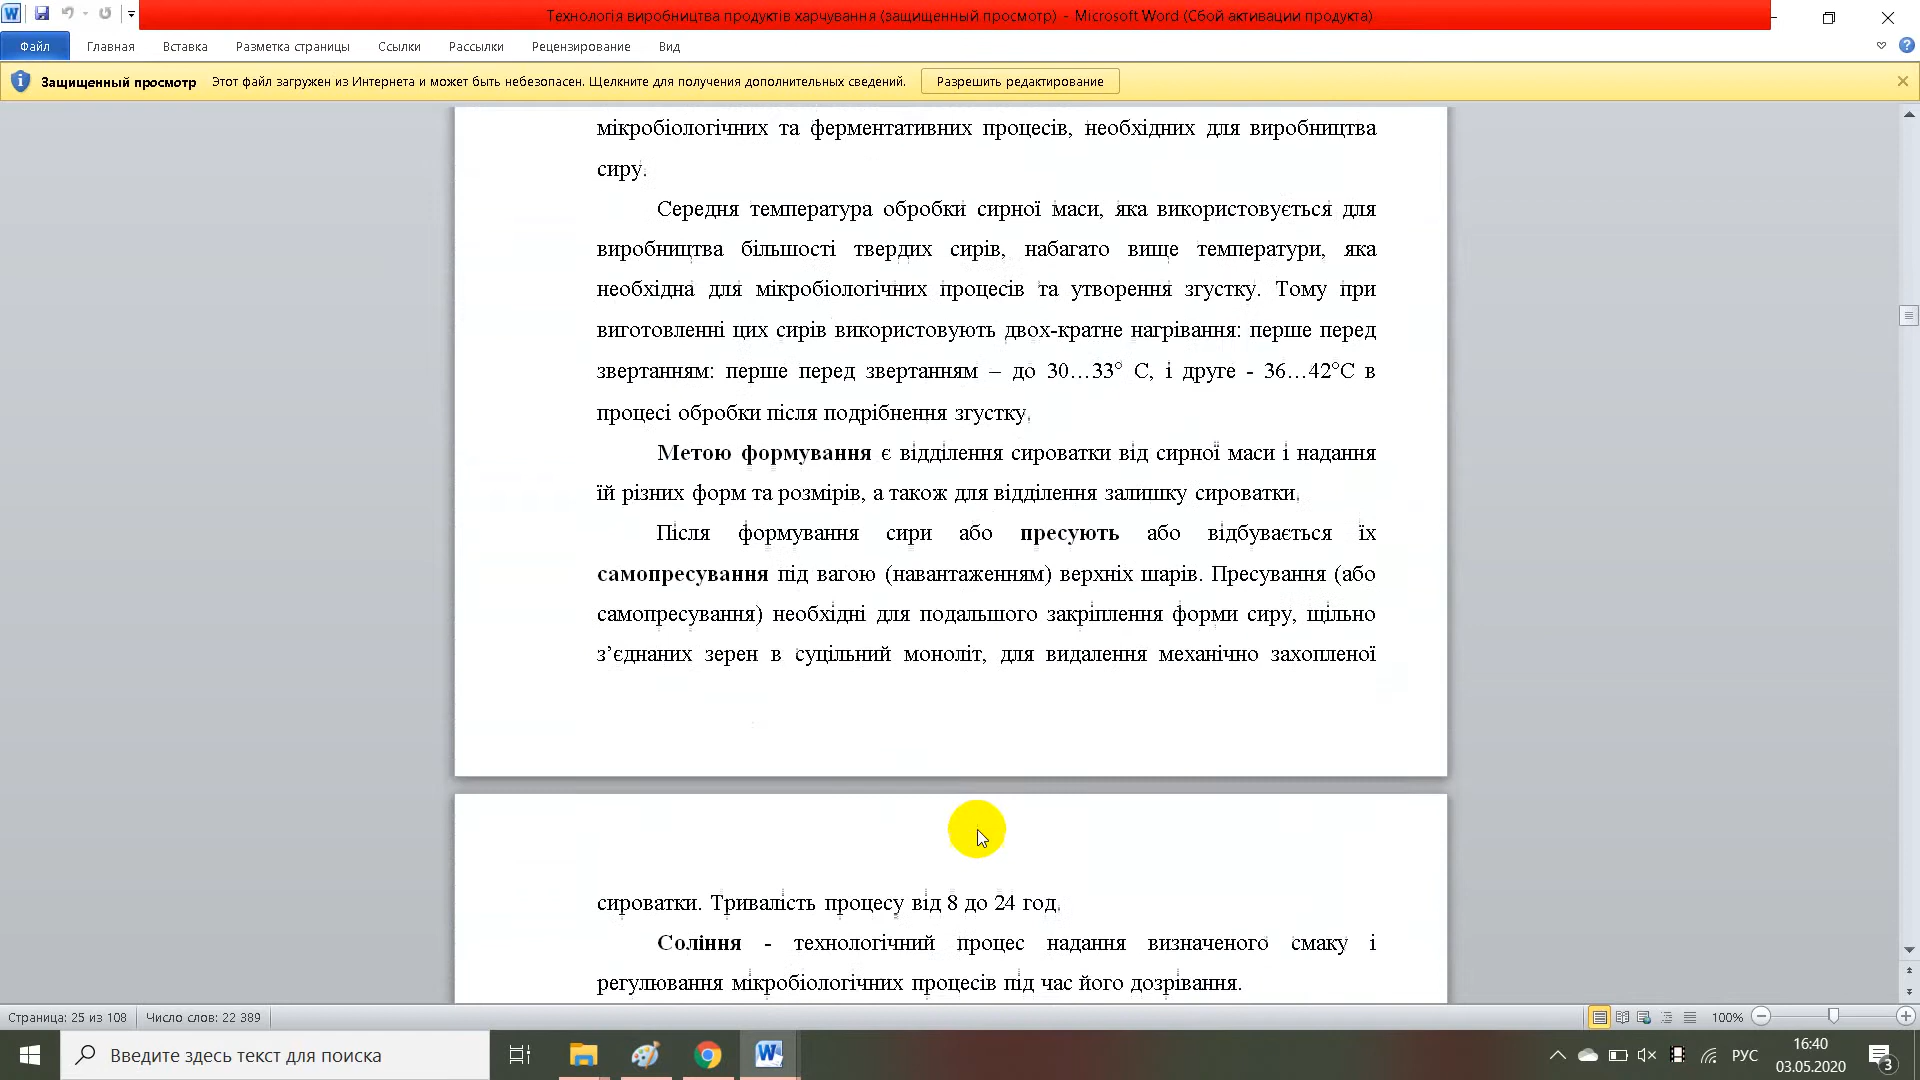 Технологія виробництва продуктів харчування (защищенный просмотр) - Microsoft Word (Сбой активации продукта)
Файл Главная Вставка Разметка страницы Ссылки Рассылки Рецензирование Вид
Защищенный просмотр Этот файл загружен из Интернета и может быть небезопасен. Щелкните для получения дополнительных сведений. Разрешить редактирование
мікробіологічних та ферментативних процесів, необхідних для виробництва
сиру.
Середня температура обробки сирної маси, яка використовується для
виробництва більшості твердих сирів, набагато вище температури, яка
необхідна для мікробіологічних процесів та утворення згустку. Тому при
виготовленні цих сирів використовують двох-кратне нагрівання: перше перед
звертанням: перше перед звертанням – до 30…33° С, і друге - 36…42°С в
процесі обробки після подрібнення згустку.
Метою формування є відділення сироватки від сирної маси і надання
їй різних форм та розмірів, а також для відділення залишку сироватки.
Після формування сири або пресують або відбувається їх
самопресування під вагою (навантаженням) верхніх шарів. Пресування (або
самопресування) необхідні для подальшого закріплення форми сиру, щільно
з’єднаних зерен в суцільний моноліт, для видалення механічно захопленої
сироватки. Тривалість процесу від 8 до 24 год.
Соління - технологічний процес надання визначеного смаку і
регулювання мікробіологічних процесів під час його дозрівання.
Страница: 25 из 108 Число слов: 22 389 100%
Введите здесь текст для поиска
РУС
16:40
03.05.2020
3